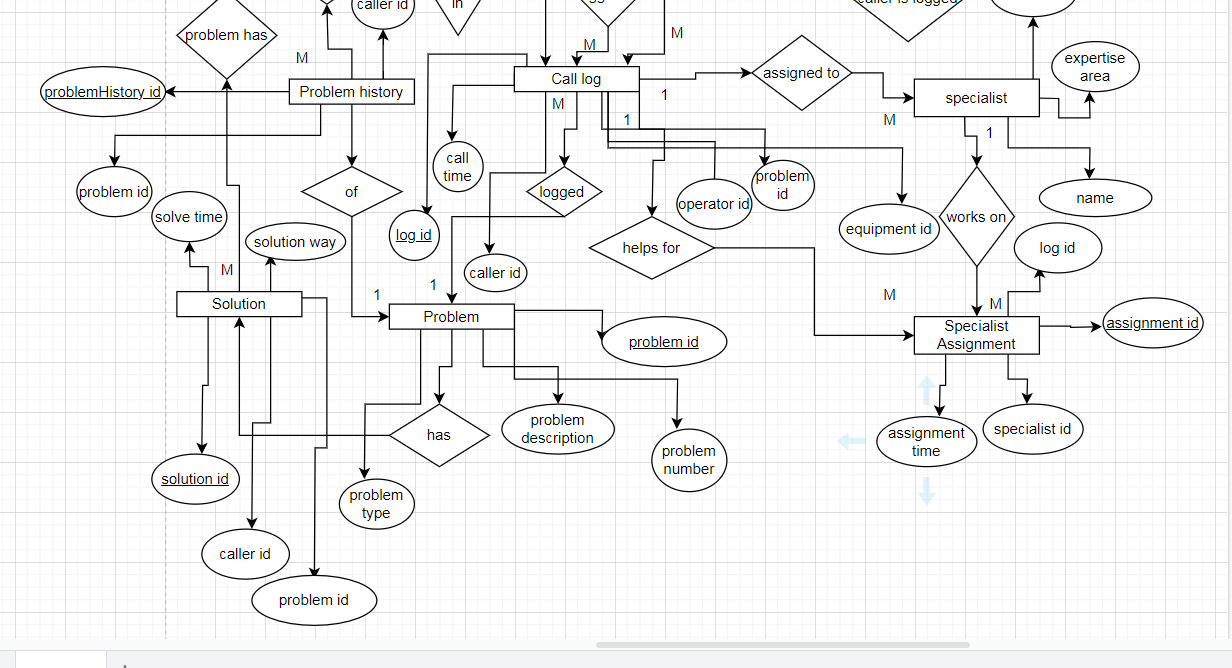 caller id
in
caller is logged
problem has
M
M
M
problemHistory id
Problem history
Call log
assigned to
specialist
expertise
area
1
M
M
1
1
problem id
of
call
time
logged
operator id
problem
id
equipment id
works on
name
solve time
solution way
log id
helps for
log id
caller id
M
1
1
M
M
Solution
Problem
problem id
Specialist
Assignment
assignment id
has
problem
description
problem
number
assignment
time
specialist id
solution id
problem
type
caller id
problem id